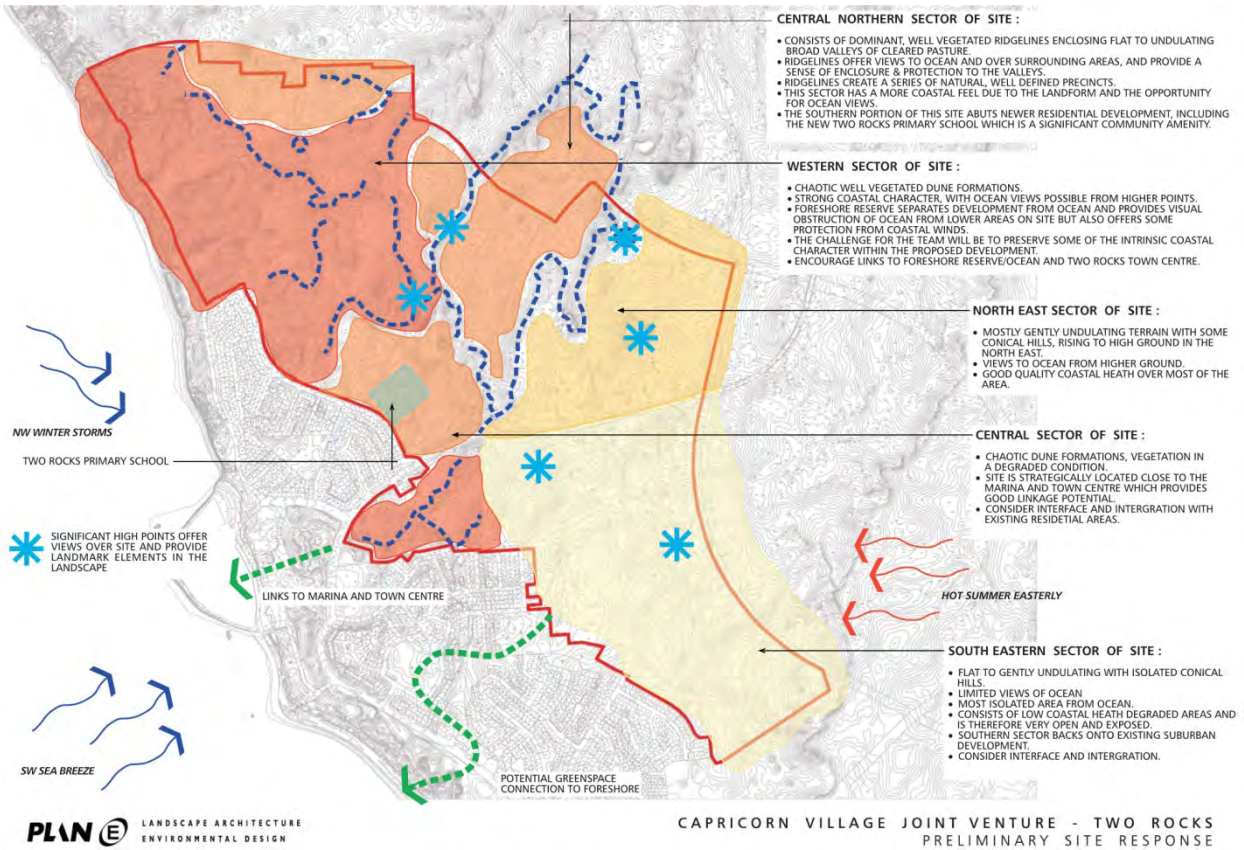 CENTRAL NORTHERN SECTOR OF SITE :
• CONSISTS OF DOMINANT, WELL VEGETATED RIDGELINES ENCLOSING FLAT TO UNDULATING
BROAD VALLEYS OF CLEARED PASTURE.
• RIDGELINES OFFER VIEWS TO OCEAN AND OVER SURROUNDING AREAS, AND PROVIDE A
SENSE OF ENCLOSURE & PROTECTION TO THE VALLEYS.
• RIDGELINES CREATE A SERIES OF NATURAL, WELL DEFINED PRECINCTS.
• THIS SECTOR HAS A MORE COASTAL FEEL DUE TO THE LANDFORM AND THE OPPORTUNITY
FOR OCEAN VIEWS.
• THE SOUTHERN PORTION OF THIS SITE ABUTS NEWER RESIDENTIAL DEVELOPMENT, INCLUDING
THE NEW TWO ROCKS PRIMARY SCHOOL WHICH IS A SIGNIFICANT COMMUNITY AMENITY.
WESTERN SECTOR OF SITE :
• CHAOTIC WELL VEGETATED DUNE FORMATIONS.
• STRONG COASTAL CHARACTER, WITH OCEAN VIEWS POSSIBLE FROM HIGHER POINTS.
• FORESHORE RESERVE SEPARATES DEVELOPMENT FROM OCEAN AND PROVIDES VISUAL
OBSTRUCTION OF OCEAN FROM LOWER AREAS ON SITE BUT ALSO OFFERS SOME
PROTECTION FROM COASTAL WINDS.
• THE CHALLENGE FOR THE TEAM WILL BE TO PRESERVE SOME OF THE INTRINSIC COASTAL
CHARACTER WITHIN THE PROPOSED DEVELOPMENT.
• ENCOURAGE LINKS TO FORESHORE RESERVE/OCEAN AND TWO ROCKS TOWN CENTRE.
NORTH EAST SECTOR OF SITE :
• MOSTLY GENTLY UNDULATING TERRAIN WITH SOME
CONICAL HILLS, RISING TO HIGH GROUND IN THE
NORTH EAST.
• VIEWS TO OCEAN FROM HIGHER GROUND.
• GOOD QUALITY COASTAL HEATH OVER MOST OF THE
AREA.
NW WINTER STORMS
TWO ROCKS PRIMARY SCHOOL
CENTRAL SECTOR OF SITE :
• CHAOTIC DUNE FORMATIONS, VEGETATION IN
A DEGRADED CONDITION.
• SITE IS STRATEGICALLY LOCATED CLOSE TO THE
MARINA AND TOWN CENTRE WHICH PROVIDES
GOOD LINKAGE POTENTIAL.
• CONSIDER INTERFACE AND INTERGRATION WITH
EXISTING RESIDETIAL AREAS.
SIGNIFICANT HIGH POINTS OFFER
VIEWS OVER SITE AND PROVIDE
LANDMARK ELEMENTS IN THE
LANDSCAPE
LINKS TO MARINA AND TOWN CENTRE
HOT SUMMER EASTERLY
SOUTH EASTERN SECTOR OF SITE :
• FLAT TO GENTLY UNDULATING WITH ISOLATED CONICAL
HILLS.
• LIMITED VIEWS OF OCEAN
• MOST ISOLATED AREA FROM OCEAN.
• CONSISTS OF LOW COASTAL HEATH DEGRADED AREAS AND
IS THEREFORE VERY OPEN AND EXPOSED.
• SOUTHERN SECTOR BACKS ONTO EXISTING SUBURBAN
DEVELOPMENT.
• CONSIDER INTERFACE AND INTERGRATION.
SW SEA BREEZE
POTENTIAL GREENSPACE
CONNECTION TO FORESHORE
PLAN E
LANDSCAPE ARCHITECTURE
ENVIRONMENTAL DESIGN
CAPRICORN VILLAGE JOINT VENTURE - TWO ROCKS
PRELIMINARY SITE RESPONSE